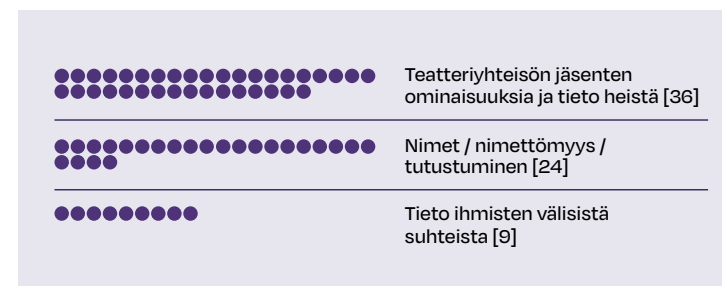 Teatteriyhteisön jäsenten
ominaisuuksia ja tieto heistä [36]
Nimet / nimettömyys /
tutustuminen [24]
Tieto ihmisten välisistä
suhteista [9]